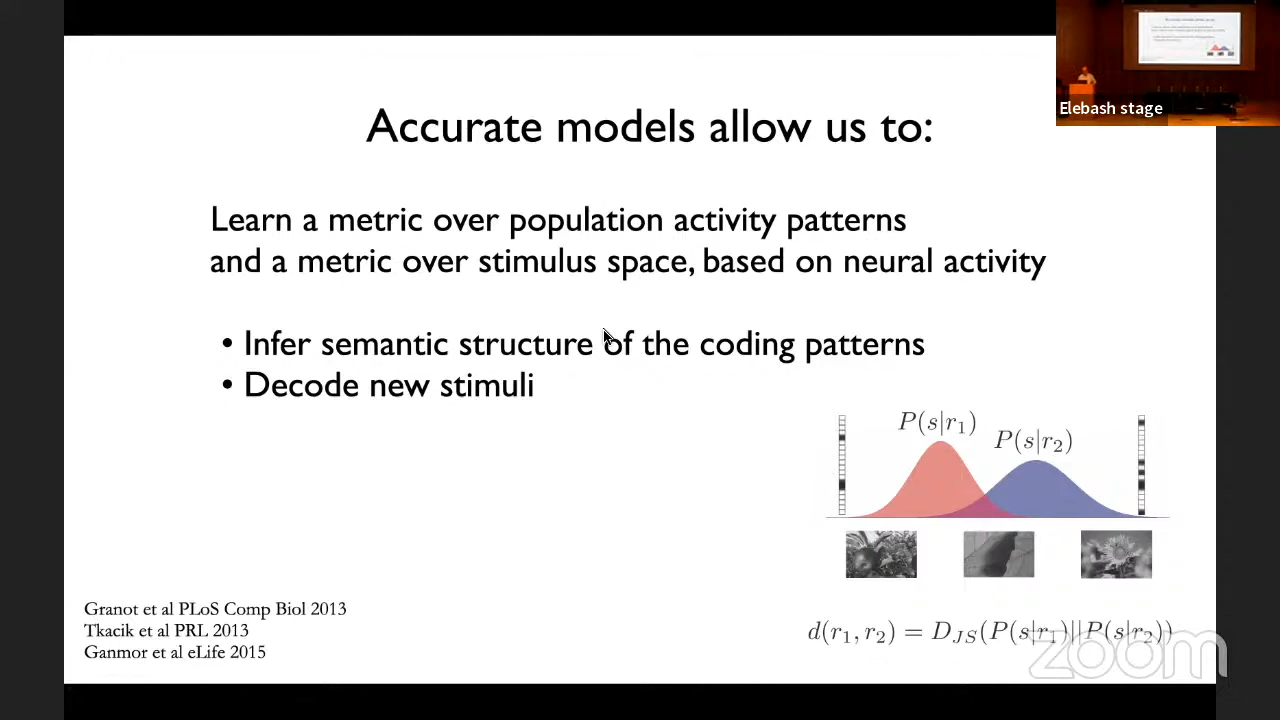 Accurate models allow us to:
Elebash stage
Learn a metric over population activity patterns
and a metric over stimulus space, based on neural activity
• Infer semantic structure of the coding patterns
• Decode new stimuli
P(s|r₁)
P(s|r₂)
Granot et al PLoS Comp Biol 2013
Tkacik et al PRL 2013
Ganmor et al eLife 2015
d(r₁, r₂) = D_JS(P(s|r₁)||P(s|r₂))
zoom